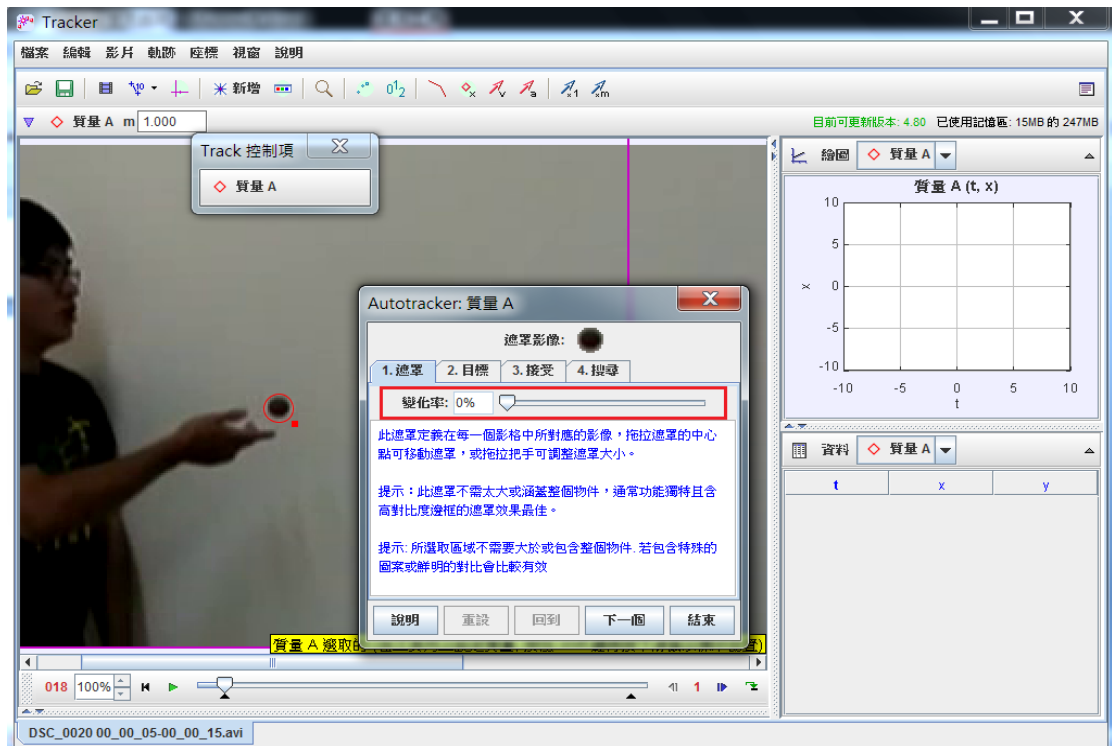 Tracker
檔案 編輯 影片 軌跡 座標 視窗 說明
新增
質量 A m 1.000
目前可更新版本: 4.80 已使用記憶區: 15MB 的 247MB
Track 控制項
質量 A
Autotracker: 質量 A
遮罩影像:
1.遮罩 2.目標 3.接受 4.搜尋
變化率: 0%
此遮罩定義在每一個影格中所對應的影像，拖拉遮罩的中心
點可移動遮罩，或拖拉把手可調整遮罩大小。
提示：此遮罩不需太大或涵蓋整個物件，通常功能獨特且含
高對比度邊框的遮罩效果最佳。
提示: 所選取區域不需要大於或包含整個物件. 若包含特殊的
圖案或鮮明的對比會比較有效
說明 重設 回到 下一個 結束
質量 A 選取的
繪圖 質量 A
質量 A (t, x)
10
5
x 0
-5
-10
-10 -5 0 5 10
t
資料 質量 A
t x y
018 100% 1
DSC_0020 00_00_05-00_00_15.avi